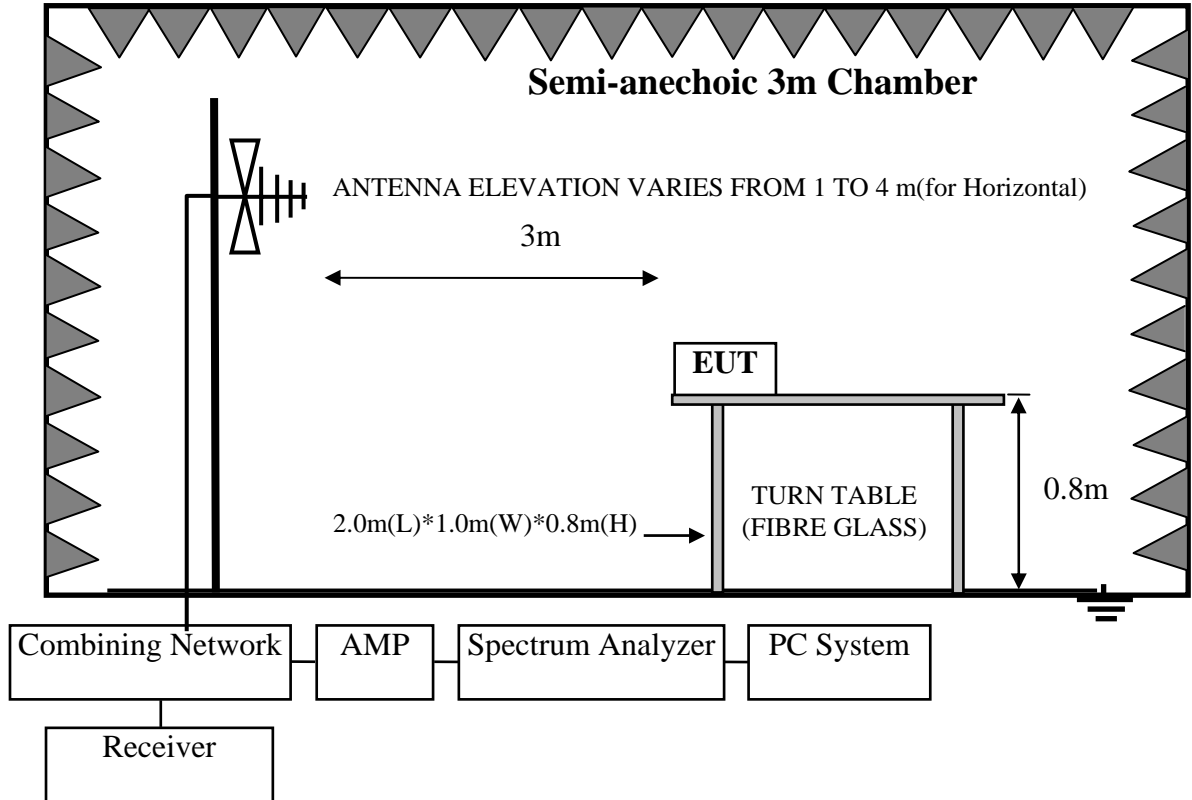 Semi-anechoic 3m Chamber
ANTENNA ELEVATION VARIES FROM 1 TO 4 m(for Horizontal)
3m
EUT
0.8m
TURN TABLE
(FIBRE GLASS)
2.0m(L)*1.0m(W)*0.8m(H)
Combining Network
AMP
Spectrum Analyzer
PC System
Receiver